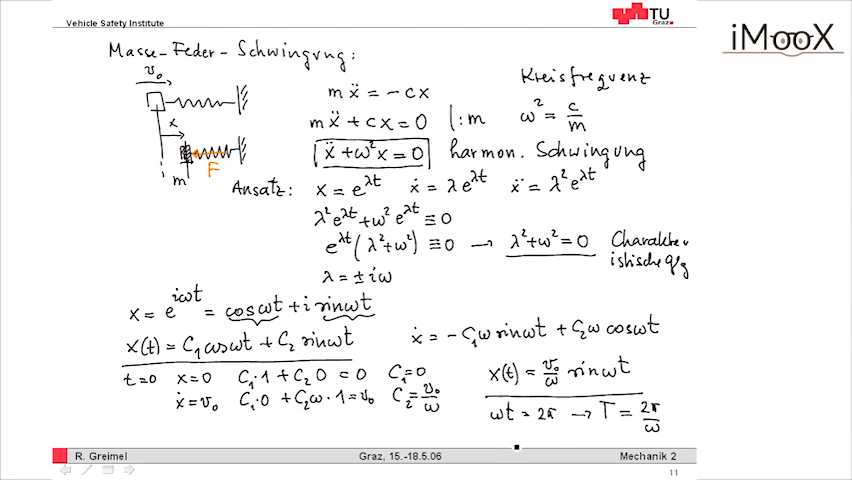 Vehicle Safety Institute
TU
Graz
iMooX
Masse-Feder-Schwingung:
v₀
x
m
F
Kreisfrequenz
mẍ = -cx
mẍ + cx = 0 |:m ω² = c/m
ẍ + ω²x = 0 harmon. Schwingung
Ansatz: x = e^{λt} ẋ = λe^{λt} ẍ = λ²e^{λt}
λ²e^{λt} + ω²e^{λt} ≡ 0
e^{λt}(λ²+ω²) ≡ 0 → λ²+ω² = 0 Charakter
istische glg
λ = ±iω
x = e^{iωt} = cosωt + i sinωt
x(t) = C₁cosωt + C₂ sinωt ẋ = -C₁ω sinωt + C₂ω cosωt
t=0 x=0 C₁·1 + C₂0 = 0 C₁=0
ẋ=v₀ C₁·0 + C₂ω·1 = v₀ C₂ = v₀/ω
x(t) = v₀/ω sinωt
ωt = 2π → T = 2π/ω
R. Greimel Graz, 15.-18.5.06 Mechanik 2
11